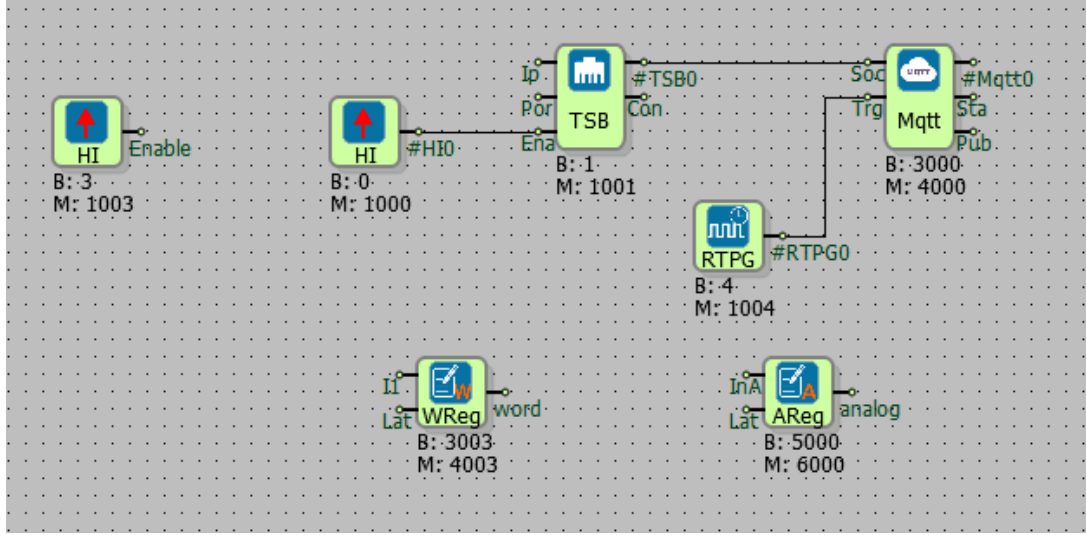 HI
Enable
B: 3
M: 1003
HI
#HI0
B: 0
M: 1000
Ip
Por
Ena
TSB
#TSB0
Con
B: 1
M: 1001
Soc
Trg
MQTT
Mqtt
#Mqtt0
Sta
Pub
B: 3000
M: 4000
RTPG
#RTPG0
B: 4
M: 1004
I1
Lat
W
WReg
word
B: 3003
M: 4003
InA
Lat
A
AReg
analog
B: 5000
M: 6000